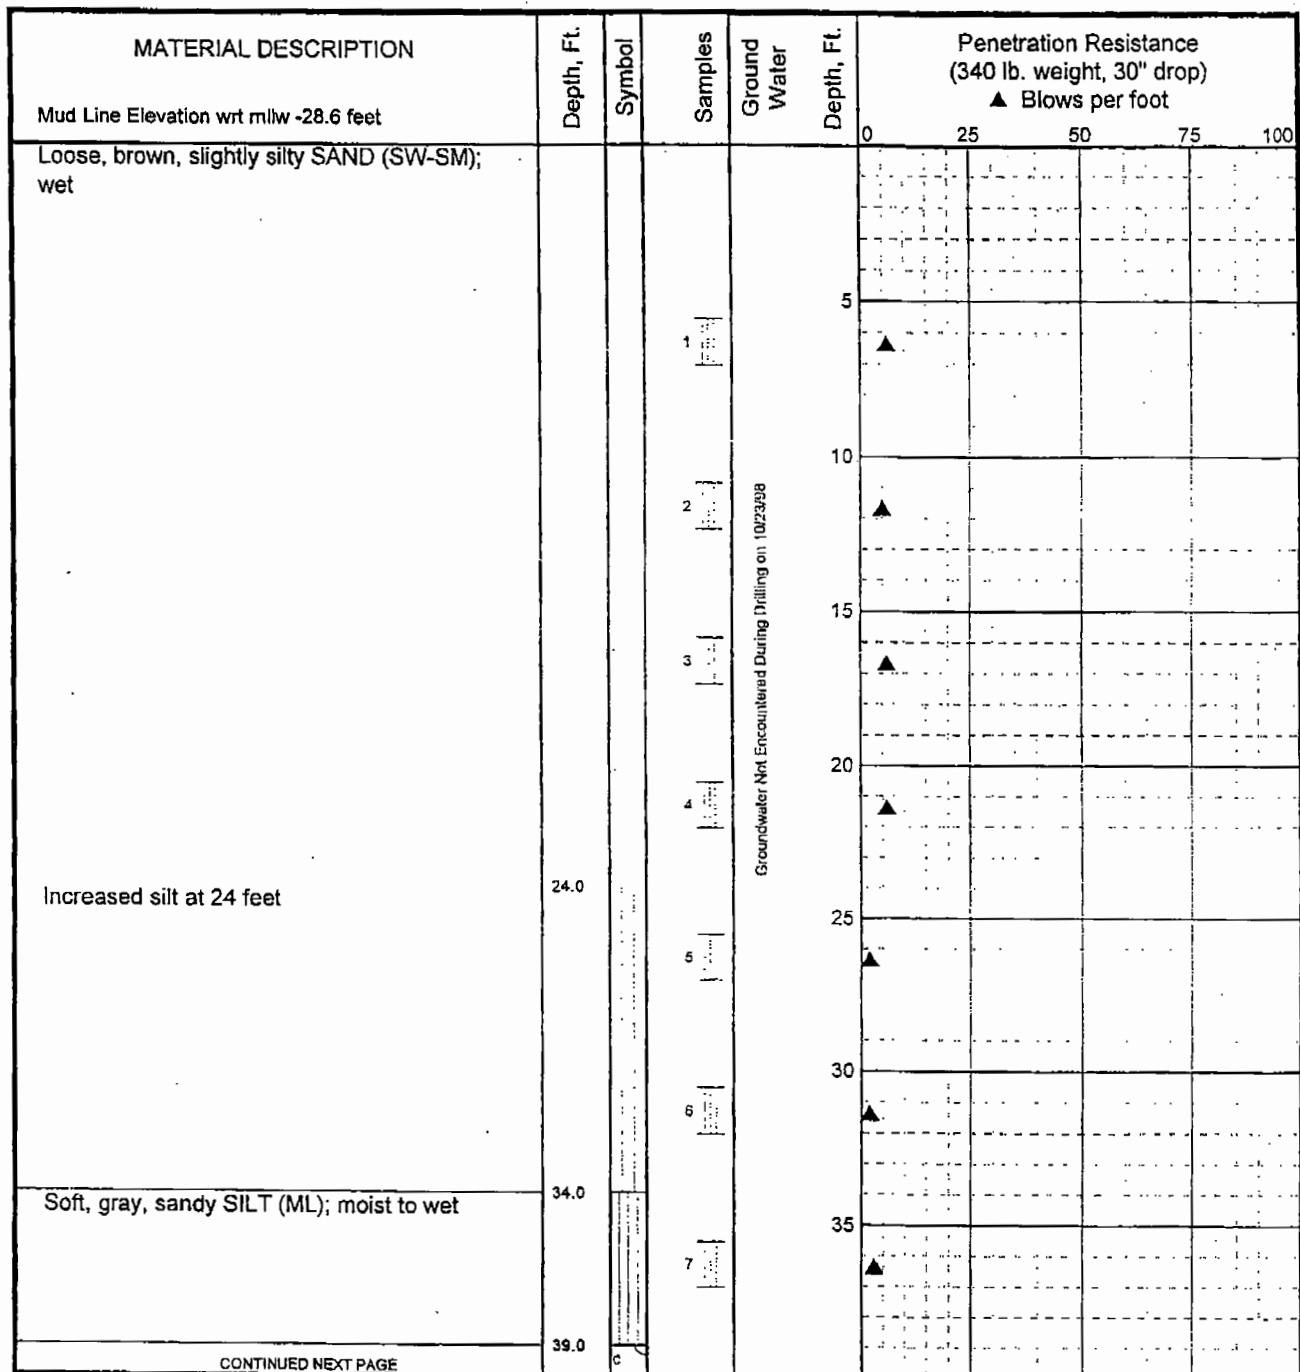 MATERIAL DESCRIPTION
Mud Line Elevation wrt mllw -28.6 feet
Depth, Ft.
Symbol
Samples
Ground
Water
Depth, Ft.
Penetration Resistance
(340 lb. weight, 30" drop)
▲ Blows per foot
0 25 50 75 100
Loose, brown, slightly silty SAND (SW-SM);
wet
5
1
10
2
Groundwater Not Encountered During Drilling on 10/23/98
15
3
20
4
Increased silt at 24 feet
24.0
25
5
30
6
Soft, gray, sandy SILT (ML); moist to wet
34.0
35
7
39.0
CONTINUED NEXT PAGE
c